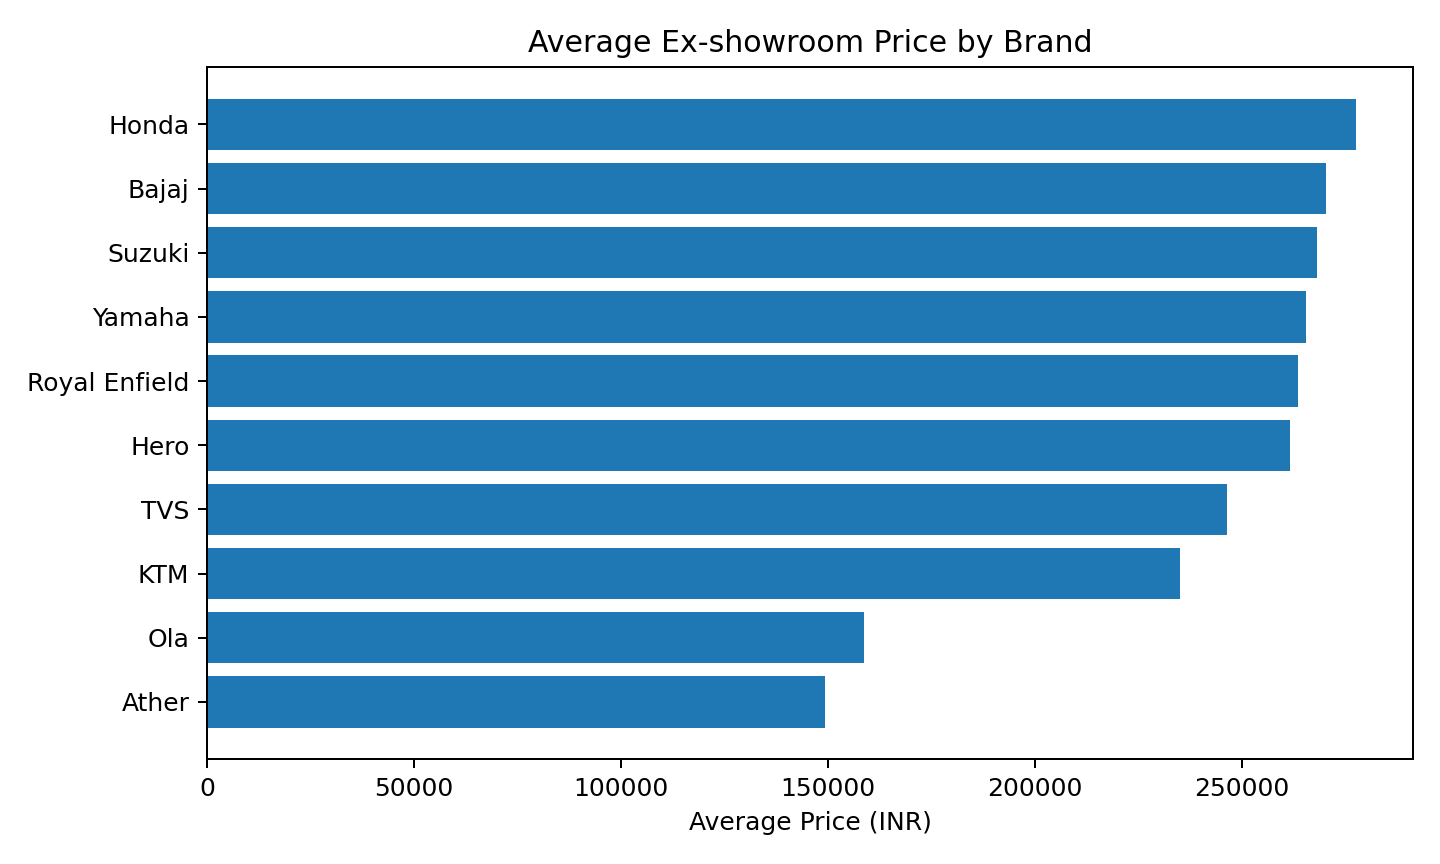 Average Ex-showroom Price by Brand
Honda
Bajaj
Suzuki
Yamaha
Royal Enfield
Hero
TVS
KTM
Ola
Ather
0 50000 100000 150000 200000 250000
Average Price (INR)